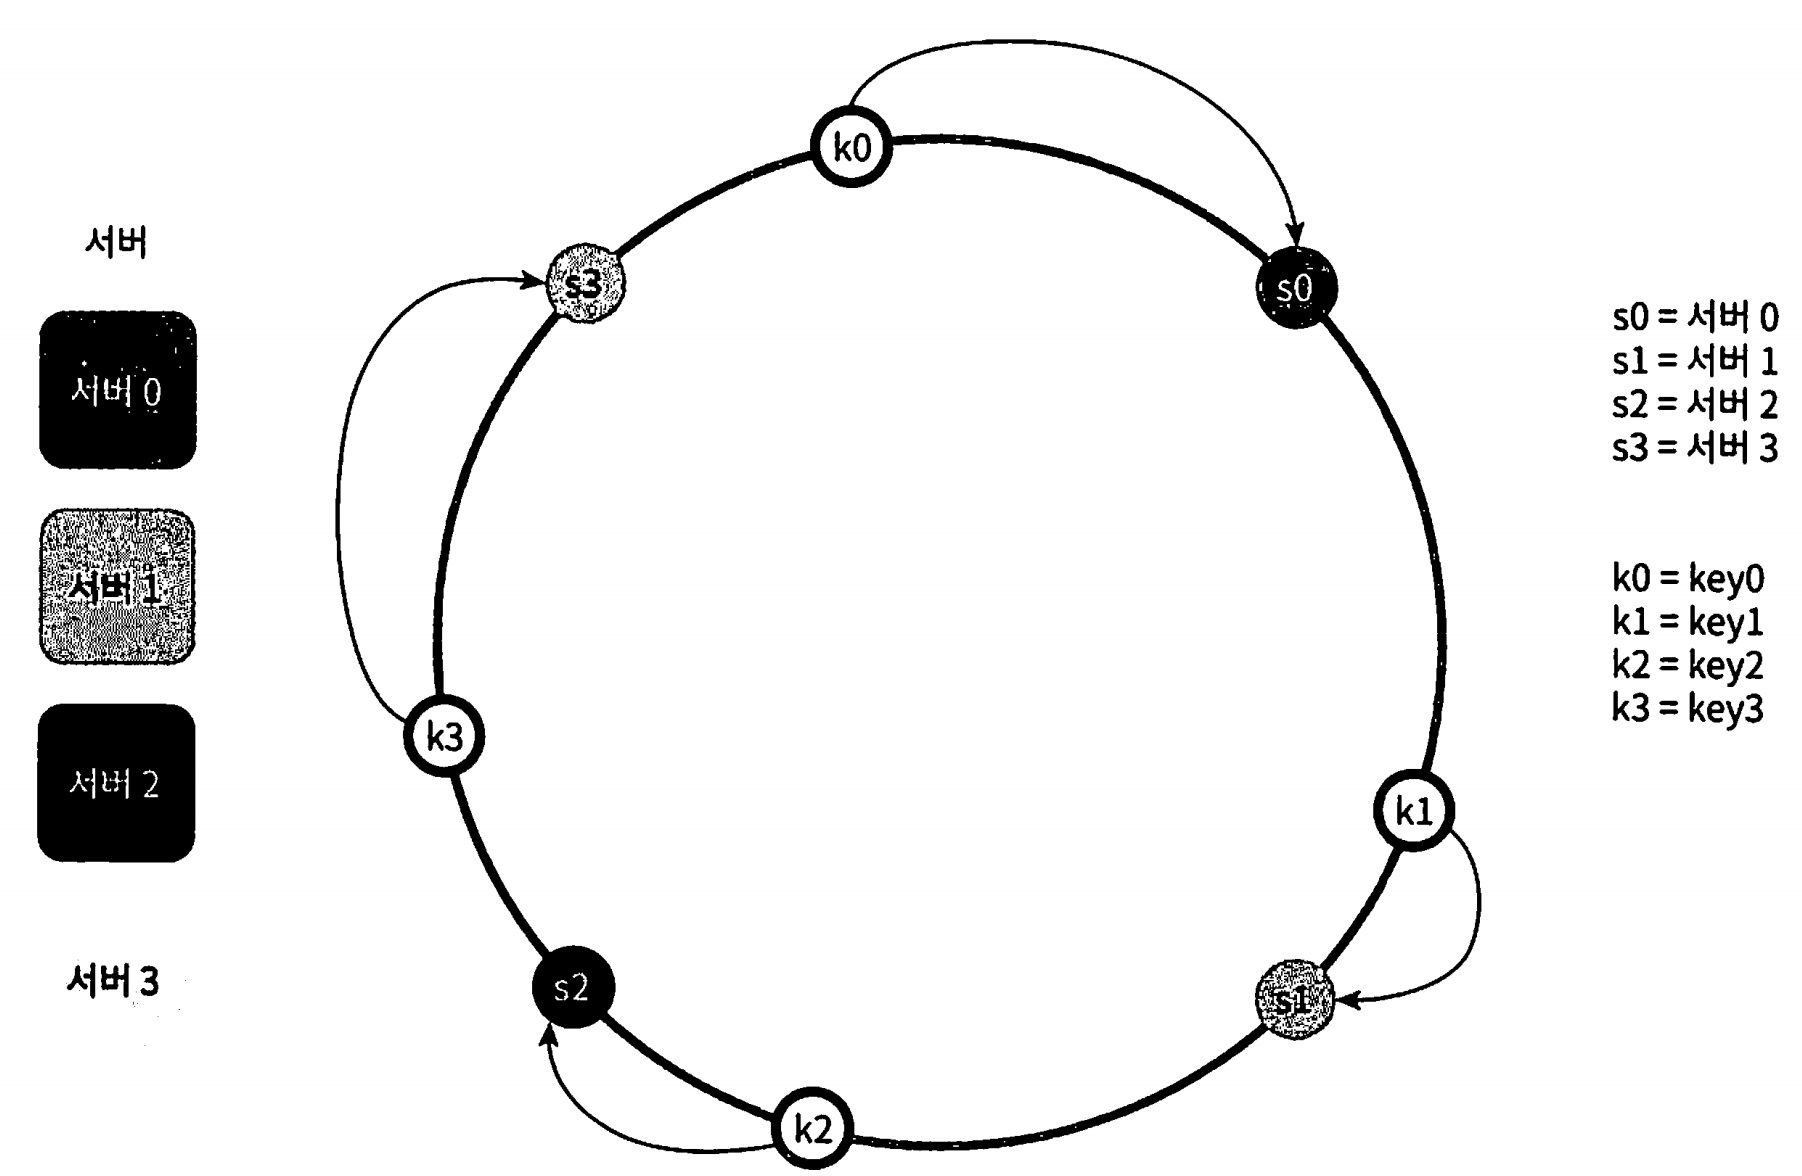 서버
서버 0
서버 1
서버 2
서버 3
k0
s3
s0
k3
k1
s2
s1
k2
s0 = 서버 0
s1 = 서버 1
s2 = 서버 2
s3 = 서버 3
k0 = key0
k1 = key1
k2 = key2
k3 = key3